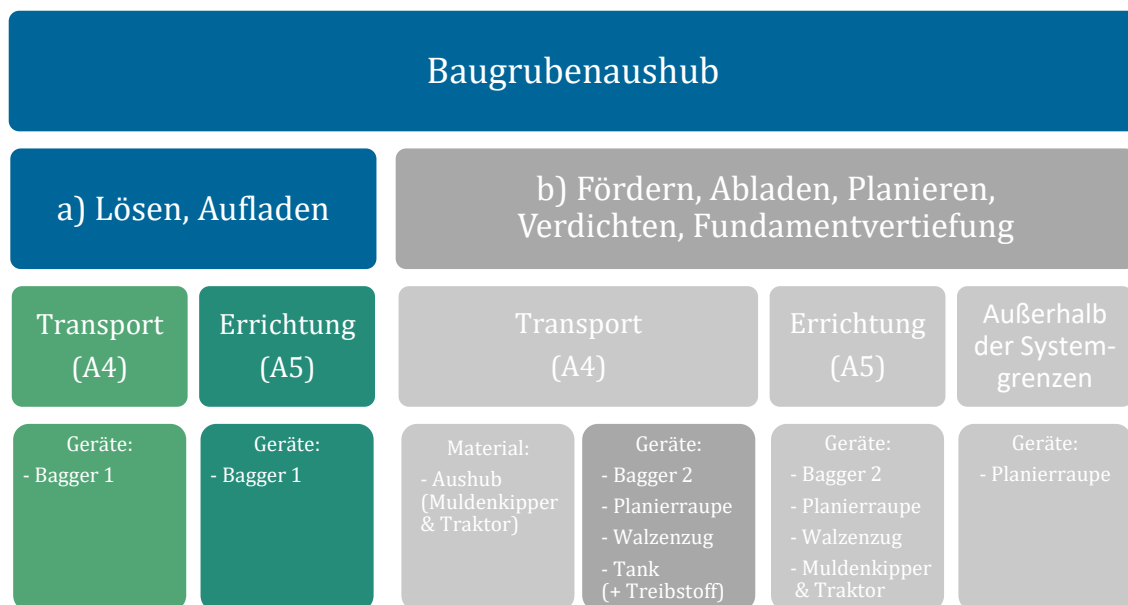 Baugrubenaushub
a) Lösen, Aufladen
b) Fördern, Abladen, Planieren,
Verdichten, Fundamentvertiefung
Transport
(A4)
Errichtung
(A5)
Transport
(A4)
Errichtung
(A5)
Außerhalb
der System-
grenzen
Geräte:
- Bagger 1
Geräte:
- Bagger 1
Material:
- Aushub
(Muldenkipper
& Traktor)
Geräte:
- Bagger 2
- Planierraupe
- Walzenzug
- Tank
(+ Treibstoff)
Geräte:
- Bagger 2
- Planierraupe
- Walzenzug
- Muldenkipper
& Traktor
Geräte:
- Planierraupe